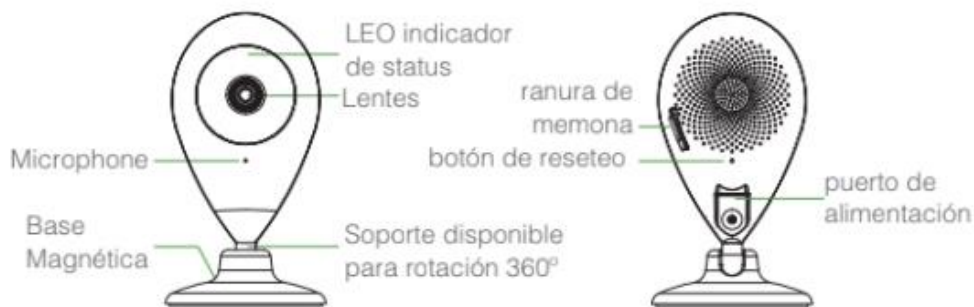 LEO indicador
de status
Lentes
Microphone
Base
Magnética
Soporte disponible
para rotación 360º
ranura de
memona
botón de reseteo
puerto de
alimentación